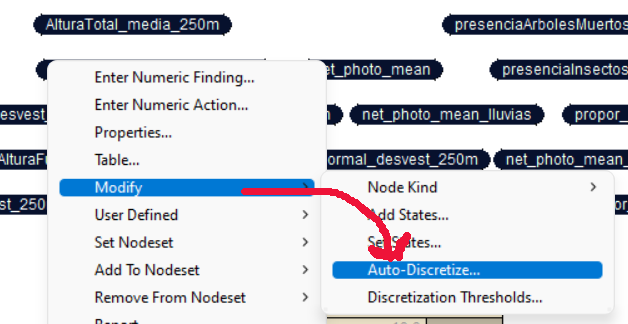 AlturaTotal_media_250m
presenciaArbolesMuertos
et_photo_mean
presenciaInsectos
desvest_
net_photo_mean_lluvias
propor_
AlturaF
ormal_desvest_250m
net_photo_mean_
st_250
Enter Numeric Finding...
Enter Numeric Action...
Properties...
Table...
Modify
User Defined
Set Nodeset
Add To Nodeset
Remove From Nodeset
Report
Node Kind
Add States...
Set States...
Auto-Discretize...
Discretization Thresholds...